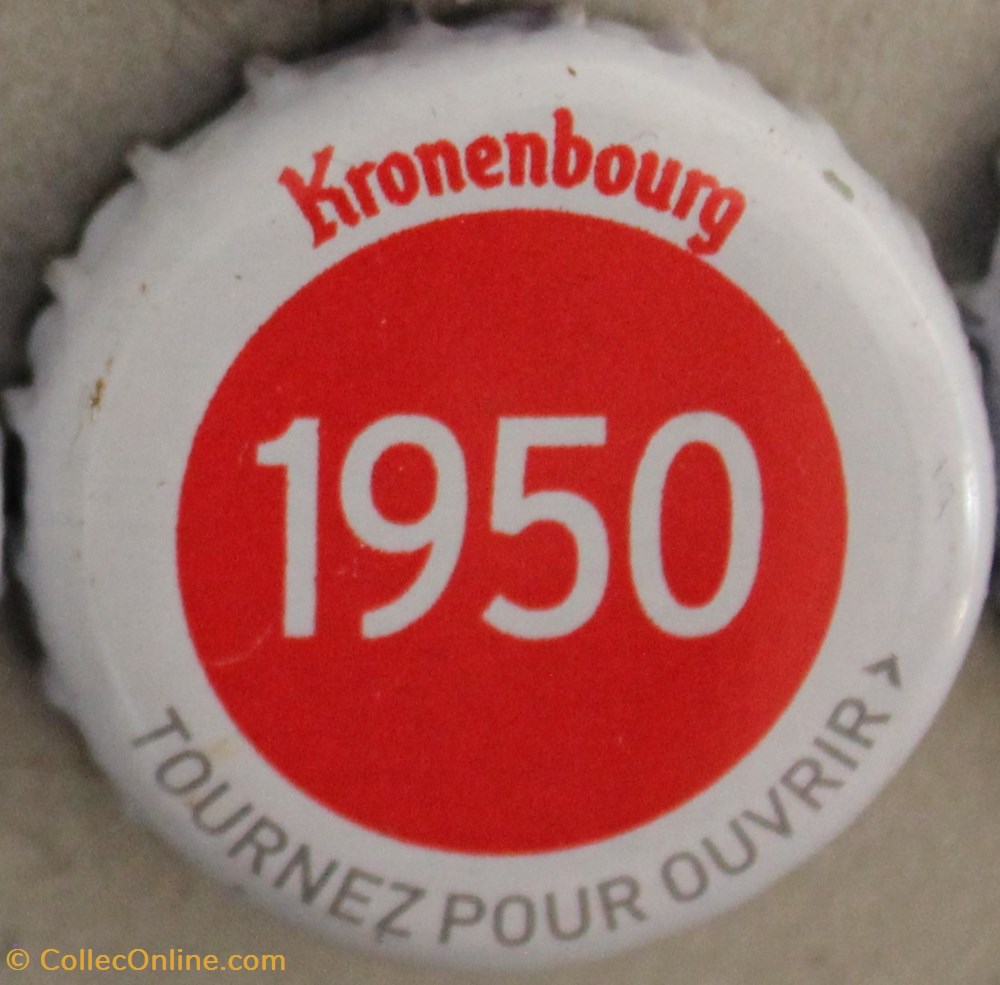 Kronenbourg
1950
TOURNEZ POUR OUVRIR >
© CollecOnline.com